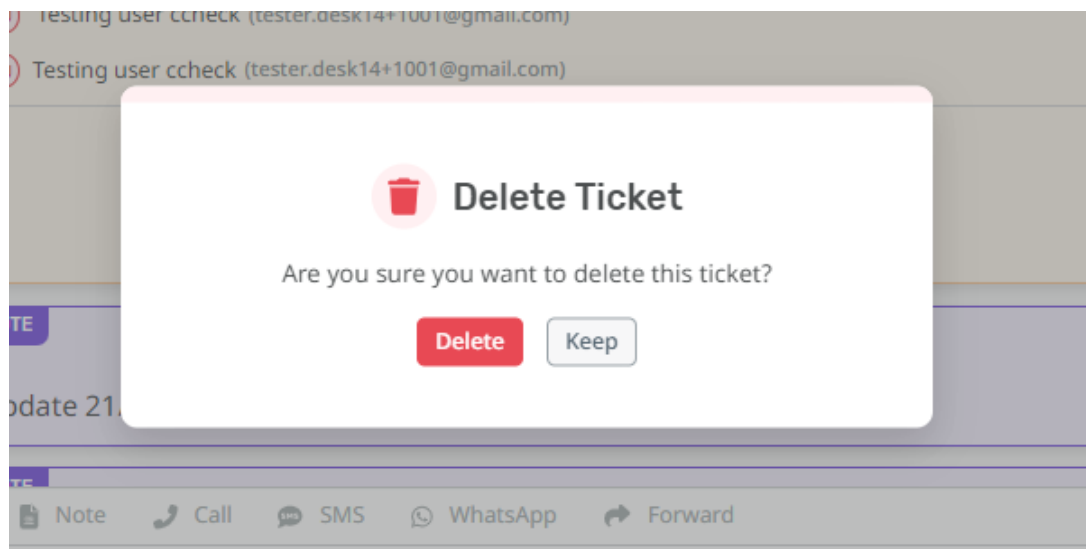 Testing user ccheck (tester.desk14+1001@gmail.com)
Testing user ccheck (tester.desk14+1001@gmail.com)
Delete Ticket
Are you sure you want to delete this ticket?
Delete Keep
TE
odate 21
TE
Note Call SMS WhatsApp Forward